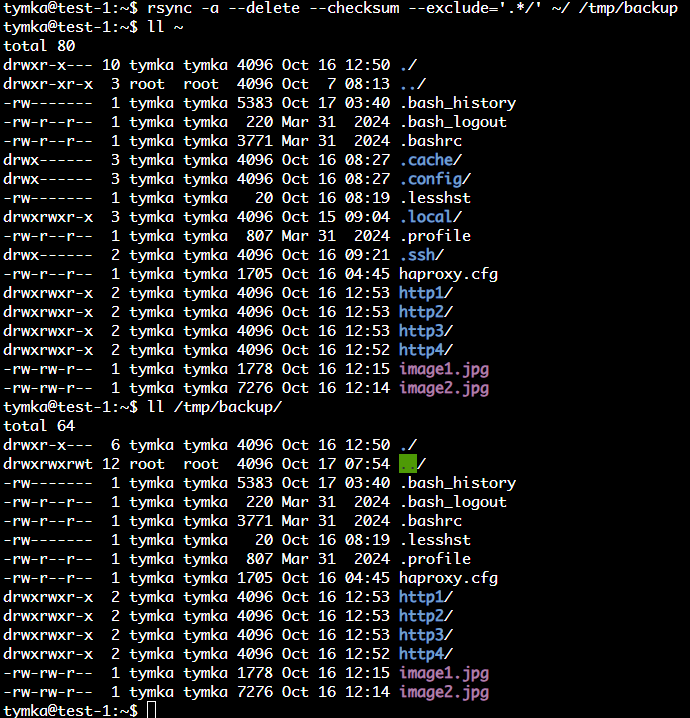 tymka@test-1:~$ rsync -a --delete --checksum --exclude='.*/' ~/ /tmp/backup
tymka@test-1:~$ ll ~
total 80
drwxr-x--- 10 tymka tymka 4096 Oct 16 12:50 ./
drwxr-xr-x  3 root  root  4096 Oct  7 08:13 ../
-rw-------  1 tymka tymka 5383 Oct 17 03:40 .bash_history
-rw-r--r--  1 tymka tymka  220 Mar 31  2024 .bash_logout
-rw-r--r--  1 tymka tymka 3771 Mar 31  2024 .bashrc
drwx------  3 tymka tymka 4096 Oct 16 08:27 .cache/
drwx------  3 tymka tymka 4096 Oct 16 08:27 .config/
-rw-------  1 tymka tymka   20 Oct 16 08:19 .lesshst
drwxrwxr-x  3 tymka tymka 4096 Oct 15 09:04 .local/
-rw-r--r--  1 tymka tymka  807 Mar 31  2024 .profile
drwx------  2 tymka tymka 4096 Oct 16 09:21 .ssh/
-rw-r--r--  1 tymka tymka 1705 Oct 16 04:45 haproxy.cfg
drwxrwxr-x  2 tymka tymka 4096 Oct 16 12:53 http1/
drwxrwxr-x  2 tymka tymka 4096 Oct 16 12:53 http2/
drwxrwxr-x  2 tymka tymka 4096 Oct 16 12:53 http3/
drwxrwxr-x  2 tymka tymka 4096 Oct 16 12:52 http4/
-rw-rw-r--  1 tymka tymka 1778 Oct 16 12:15 image1.jpg
-rw-rw-r--  1 tymka tymka 7276 Oct 16 12:14 image2.jpg
tymka@test-1:~$ ll /tmp/backup/
total 64
drwxr-x---  6 tymka tymka 4096 Oct 16 12:50 ./
drwxrwxrwt 12 root  root  4096 Oct 17 07:54 ../
-rw-------  1 tymka tymka 5383 Oct 17 03:40 .bash_history
-rw-r--r--  1 tymka tymka  220 Mar 31  2024 .bash_logout
-rw-r--r--  1 tymka tymka 3771 Mar 31  2024 .bashrc
-rw-------  1 tymka tymka   20 Oct 16 08:19 .lesshst
-rw-r--r--  1 tymka tymka  807 Mar 31  2024 .profile
-rw-r--r--  1 tymka tymka 1705 Oct 16 04:45 haproxy.cfg
drwxrwxr-x  2 tymka tymka 4096 Oct 16 12:53 http1/
drwxrwxr-x  2 tymka tymka 4096 Oct 16 12:53 http2/
drwxrwxr-x  2 tymka tymka 4096 Oct 16 12:53 http3/
drwxrwxr-x  2 tymka tymka 4096 Oct 16 12:52 http4/
-rw-rw-r--  1 tymka tymka 1778 Oct 16 12:15 image1.jpg
-rw-rw-r--  1 tymka tymka 7276 Oct 16 12:14 image2.jpg
tymka@test-1:~$